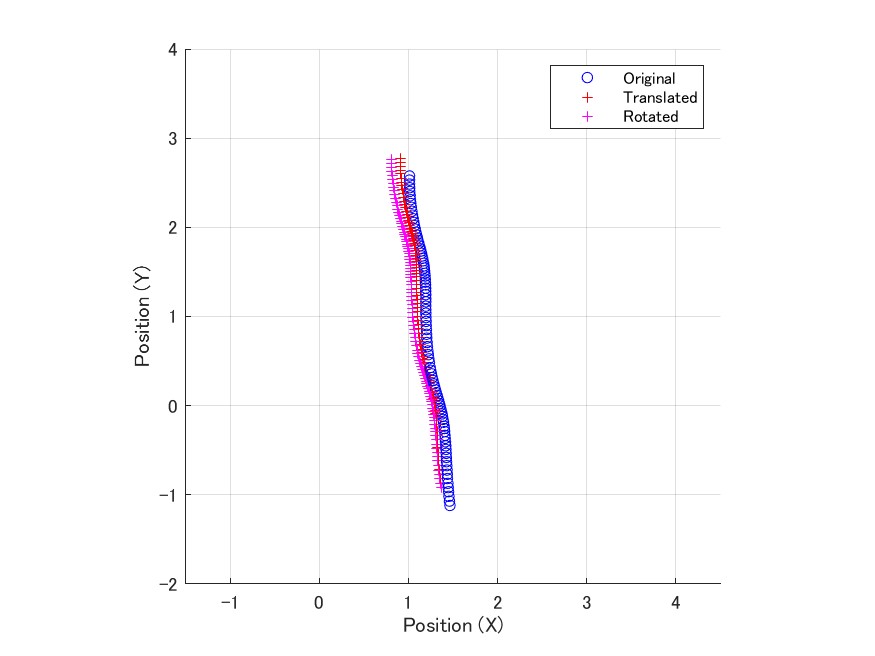 4
3
2
1
0
-1
-2
-1
0
1
2
3
4
Position (X)
Position (Y)
Original
Translated
Rotated